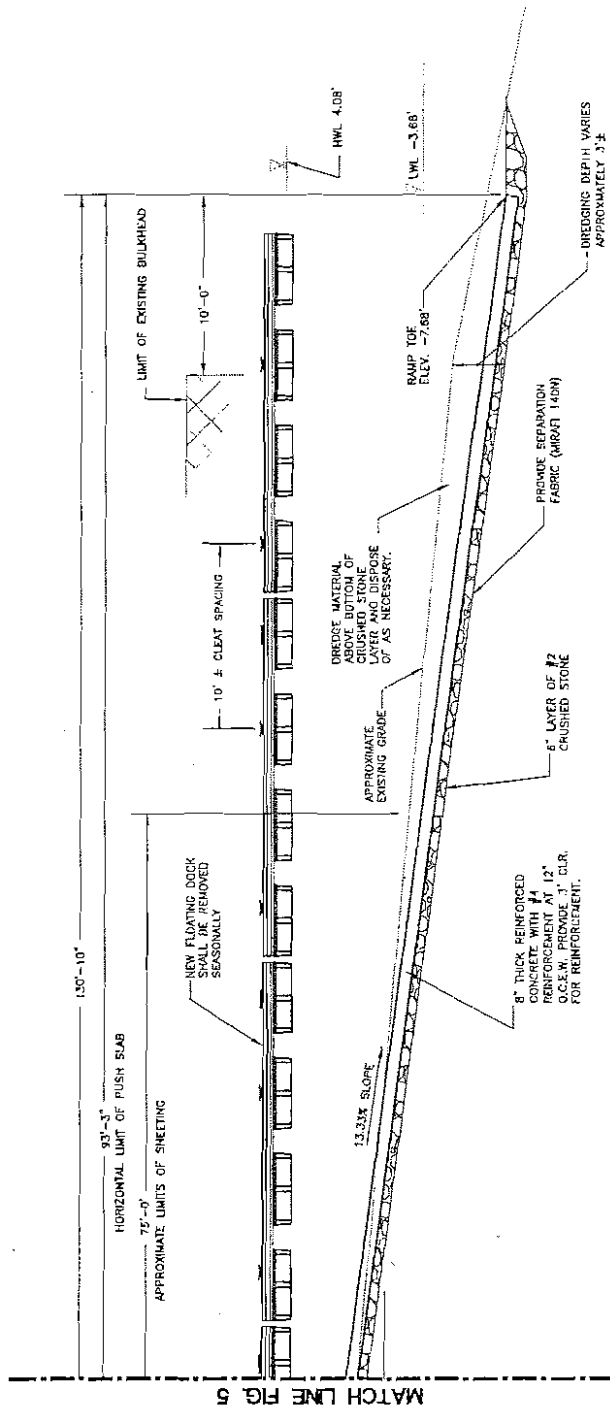 130'-10"
93'-3"
HORIZONTAL LIMIT OF PUSH SLAB
75'-0"
APPROXIMATE LIMITS OF SHEETING
LIMIT OF EXISTING BULKHEAD
10'-0"
HWL 4.08'
NEW FLOATING DOCK
SHALL BE REMOVED
SEASONALLY
10' ± CLEAT SPACING
LWL -3.68'
DREDGE MATERIAL
ABOVE BOTTOM OF
CRUSHED STONE
LAYER AND DISPOSE
OF AS NECESSARY.
APPROXIMATE
EXISTING GRADE
RAMP TOE
ELEV. -7.68'
13.33% SLOPE
DREDGING DEPTH VARIES
APPROXMATELY 3'±
PROVIDE SEPARATION
FABRIC (MIRAFI 140N)
6" LAYER OF #2
CRUSHED STONE
8" THICK REINFORCED
CONCRETE WITH #4
REINFORCEMENT AT 12"
O.C.E.W. PROVIDE 3" CLR.
FOR REINFORCEMENT.
MATCH LINE FIG. 5